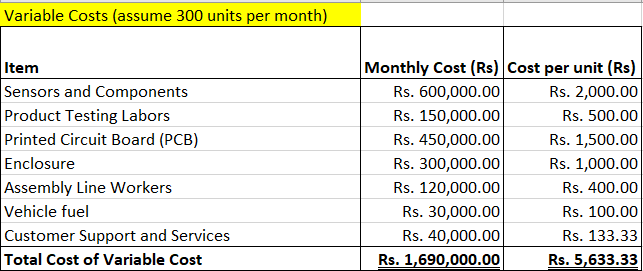 Variable Costs (assume 300 units per month)
Item Monthly Cost (Rs) Cost per unit (Rs)
Sensors and Components Rs. 600,000.00 Rs. 2,000.00
Product Testing Labors Rs. 150,000.00 Rs. 500.00
Printed Circuit Board (PCB) Rs. 450,000.00 Rs. 1,500.00
Enclosure Rs. 300,000.00 Rs. 1,000.00
Assembly Line Workers Rs. 120,000.00 Rs. 400.00
Vehicle fuel Rs. 30,000.00 Rs. 100.00
Customer Support and Services Rs. 40,000.00 Rs. 133.33
Total Cost of Variable Cost Rs. 1,690,000.00 Rs. 5,633.33